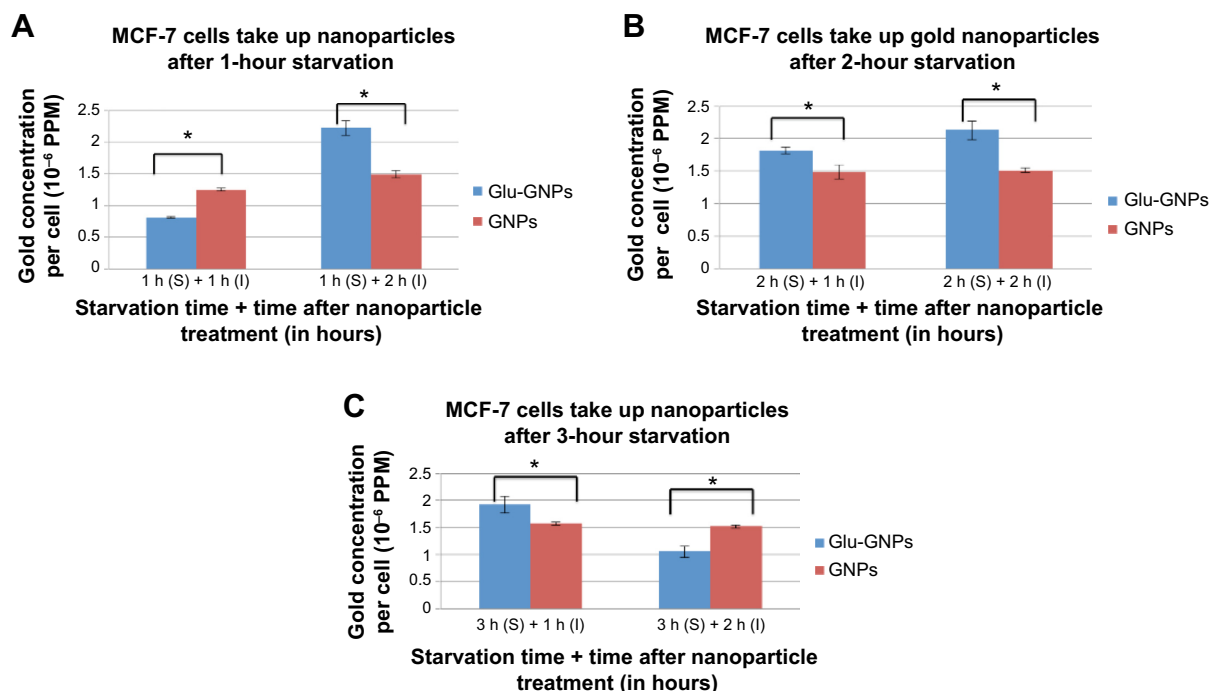 A
MCF-7 cells take up nanoparticles
after 1-hour starvation
Gold concentration
per cell (10⁻⁶ PPM)
2.5
2
1.5
1
0.5
0
*
*
1 h (S) + 1 h (I)
1 h (S) + 2 h (I)
Glu-GNPs
GNPs
Starvation time + time after nanoparticle
treatment (in hours)
B
MCF-7 cells take up gold nanoparticles
after 2-hour starvation
Gold concentration
per cell (10⁻⁶ PPM)
2.5
2
1.5
1
0.5
0
*
*
2 h (S) + 1 h (I)
2 h (S) + 2 h (I)
Glu-GNPs
GNPs
Starvation time + time after nanoparticle
treatment (in hours)
C
MCF-7 cells take up nanoparticles
after 3-hour starvation
Gold concentration
per cell (10⁻⁶ PPM)
2.5
2
1.5
1
0.5
0
*
*
3 h (S) + 1 h (I)
3 h (S) + 2 h (I)
Glu-GNPs
GNPs
Starvation time + time after nanoparticle
treatment (in hours)